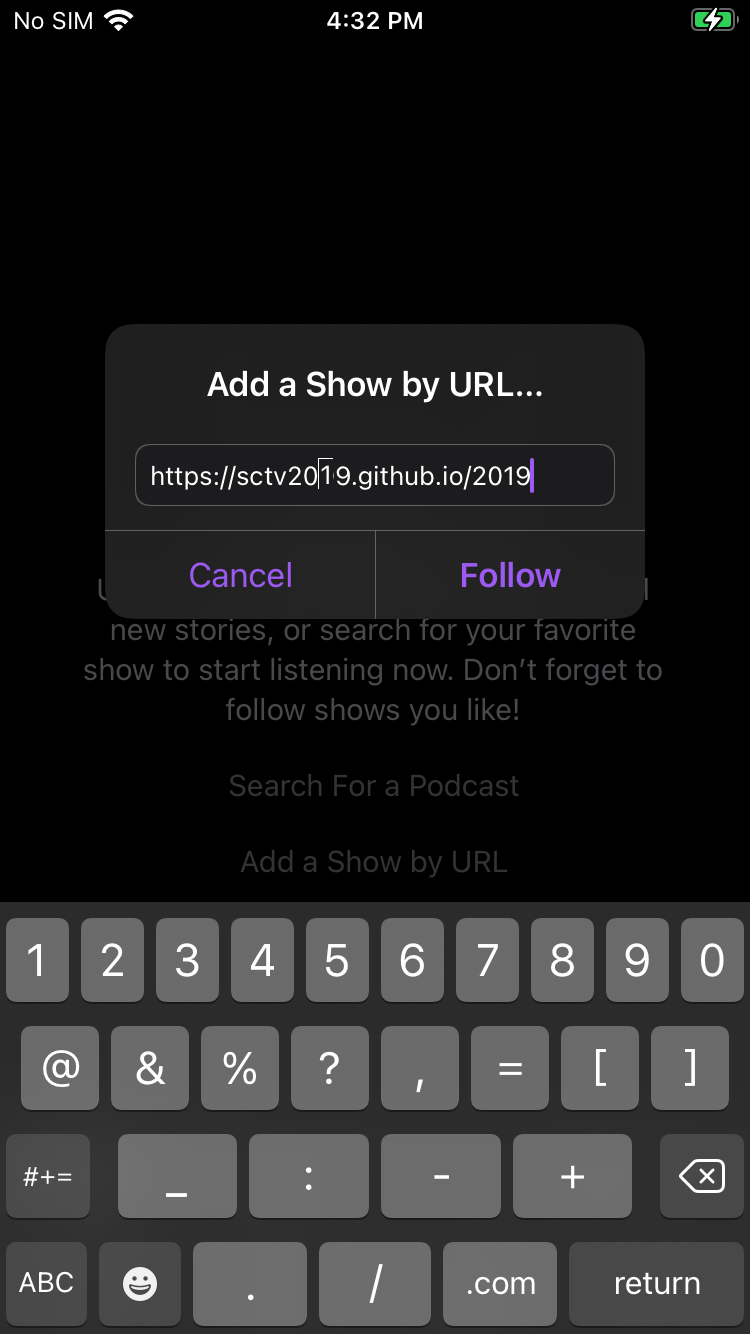 No SIM 4:32 PM
Add a Show by URL...
https://sctv2019.github.io/2019
Cancel Follow
new stories, or search for your favorite
show to start listening now. Don't forget to
follow shows you like!
Search For a Podcast
Add a Show by URL
1 2 3 4 5 6 7 8 9 0
@ & % ? , = [ ]
#+= _ : - +
ABC . / .com return